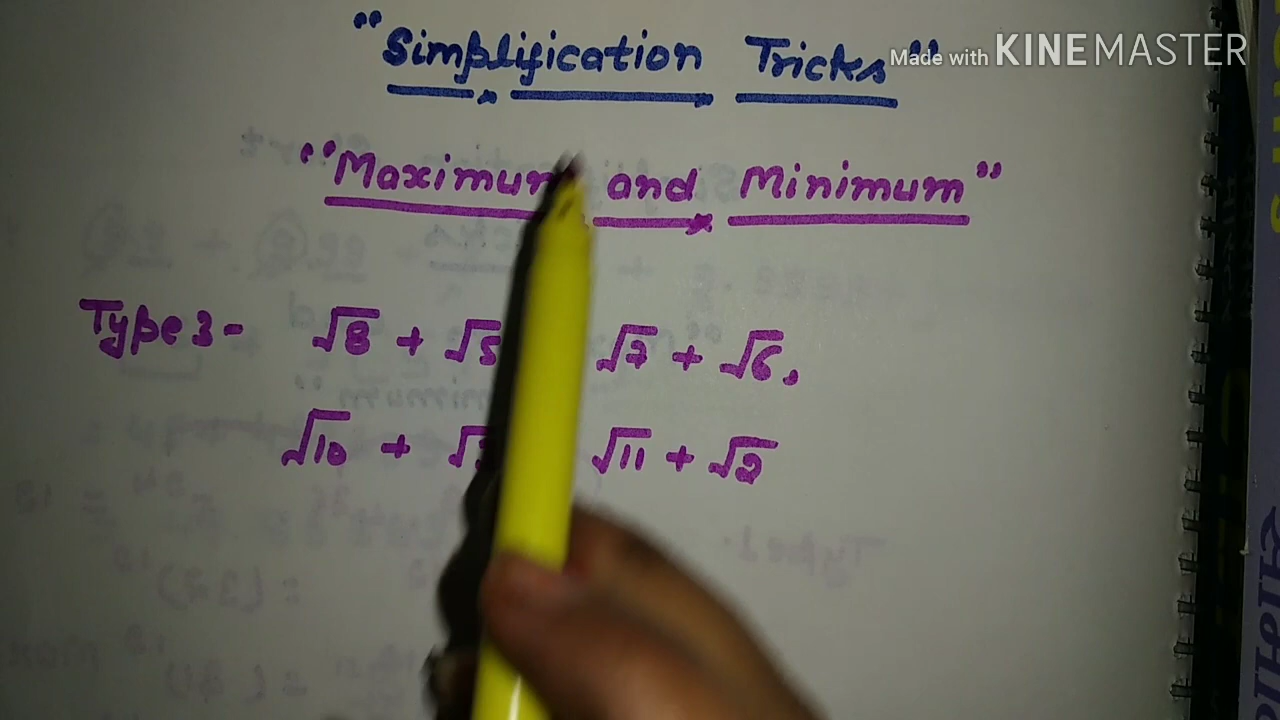 "Simplification Tricks"
Made with KINEMASTER
"Maximum and Minimum"
Type 3- √8 + √5 √7 + √6,
√10 + √11 + √2